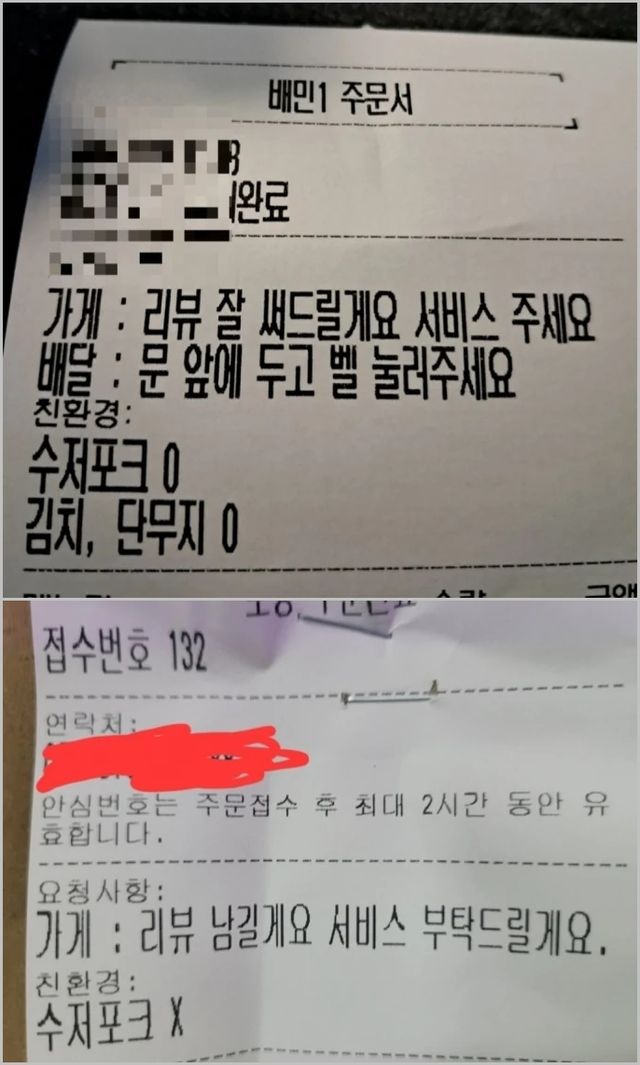 배민1 주문서
완료
가게 : 리뷰 잘 써드릴게요 서비스 주세요
배달 : 문 앞에 두고 벨 눌러주세요
친환경:
수저포크 O
김치, 단무지 O
접수번호 132
연락처:
안심번호는 주문접수 후 최대 2시간 동안 유
효합니다.
요청사항:
가게 : 리뷰 남길게요 서비스 부탁드릴게요.
친환경:
수저포크 X